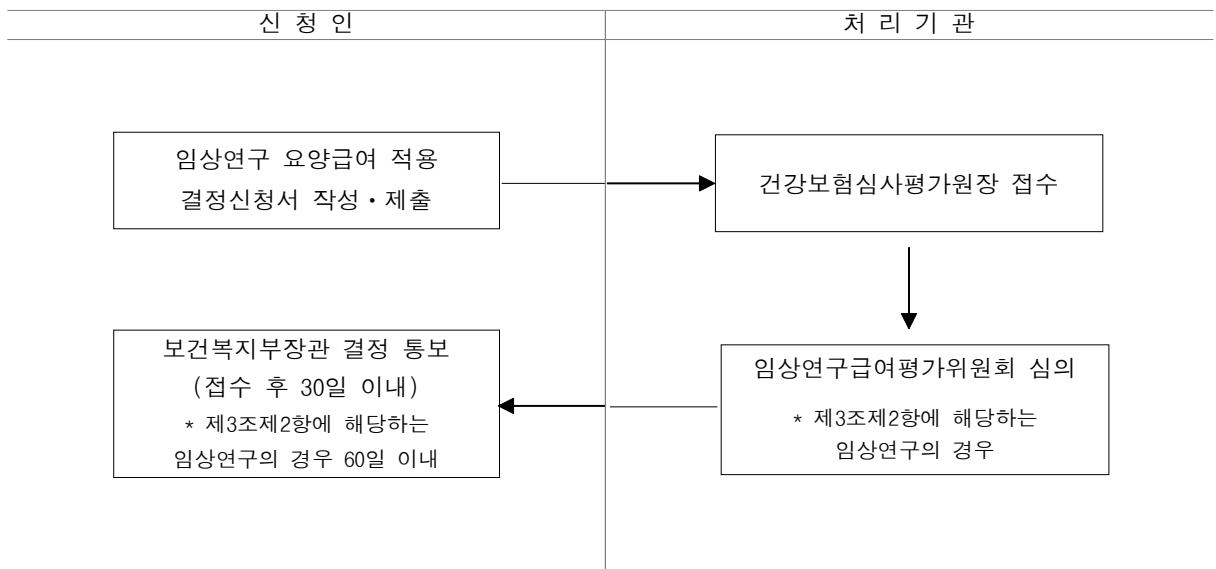 신 청 인
처 리 기 관
임상연구 요양급여 적용
결정신청서 작성·제출
건강보험심사평가원장 접수
보건복지부장관 결정 통보
(접수 후 30일 이내)
* 제3조제2항에 해당하는
임상연구의 경우 60일 이내
임상연구급여평가위원회 심의
* 제3조제2항에 해당하는
임상연구의 경우